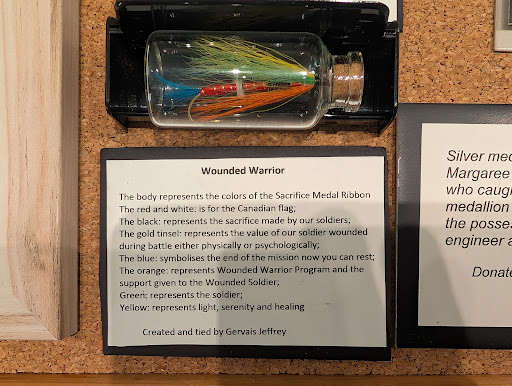 Wounded Warrior
The body represents the colors of the Sacrifice Medal Ribbon
The red and white: is for the Canadian flag;
The black: represents the sacrifice made by our soldiers;
The gold tinsel: represents the value of our soldier wounded
during battle either physically or psychologically;
The blue: symbolises the end of the mission now you can rest;
The orange: represents Wounded Warrior Program and the
support given to the Wounded Soldier;
Green; represents the soldier;
Yellow: represents light, serenity and healing
Created and tied by Gervais Jeffrey
Silver med
Margaree
who caugh
medallion
the posses
engineer a
Donate